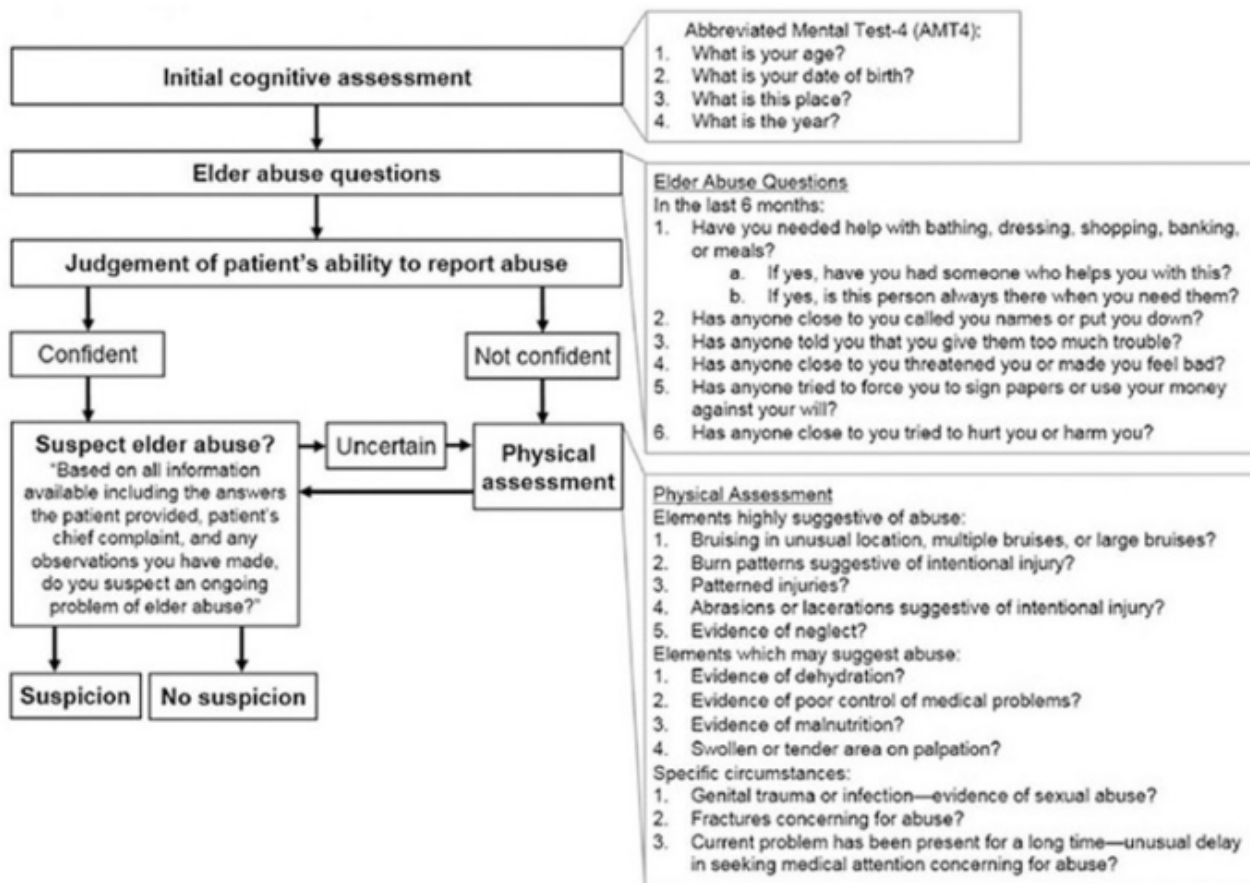 Initial cognitive assessment
Abbreviated Mental Test-4 (AMT4):
1. What is your age?
2. What is your date of birth?
3. What is this place?
4. What is the year?
Elder abuse questions
Elder Abuse Questions
In the last 6 months:
1. Have you needed help with bathing, dressing, shopping, banking,
or meals?
a. If yes, have you had someone who helps you with this?
b. If yes, is this person always there when you need them?
2. Has anyone close to you called you names or put you down?
3. Has anyone told you that you give them too much trouble?
4. Has anyone close to you threatened you or made you feel bad?
5. Has anyone tried to force you to sign papers or use your money
against your will?
6. Has anyone close to you tried to hurt you or harm you?
Judgement of patient's ability to report abuse
Confident
Not confident
Suspect elder abuse?
"Based on all information
available including the answers
the patient provided, patient's
chief complaint, and any
observations you have made,
do you suspect an ongoing
problem of elder abuse?"
Uncertain
Physical
assessment
Physical Assessment
Elements highly suggestive of abuse:
1. Bruising in unusual location, multiple bruises, or large bruises?
2. Burn patterns suggestive of intentional injury?
3. Patterned injuries?
4. Abrasions or lacerations suggestive of intentional injury?
5. Evidence of neglect?
Elements which may suggest abuse:
1. Evidence of dehydration?
2. Evidence of poor control of medical problems?
3. Evidence of malnutrition?
4. Swollen or tender area on palpation?
Specific circumstances:
1. Genital trauma or infection—evidence of sexual abuse?
2. Fractures concerning for abuse?
3. Current problem has been present for a long time—unusual delay
in seeking medical attention concerning for abuse?
Suspicion
No suspicion